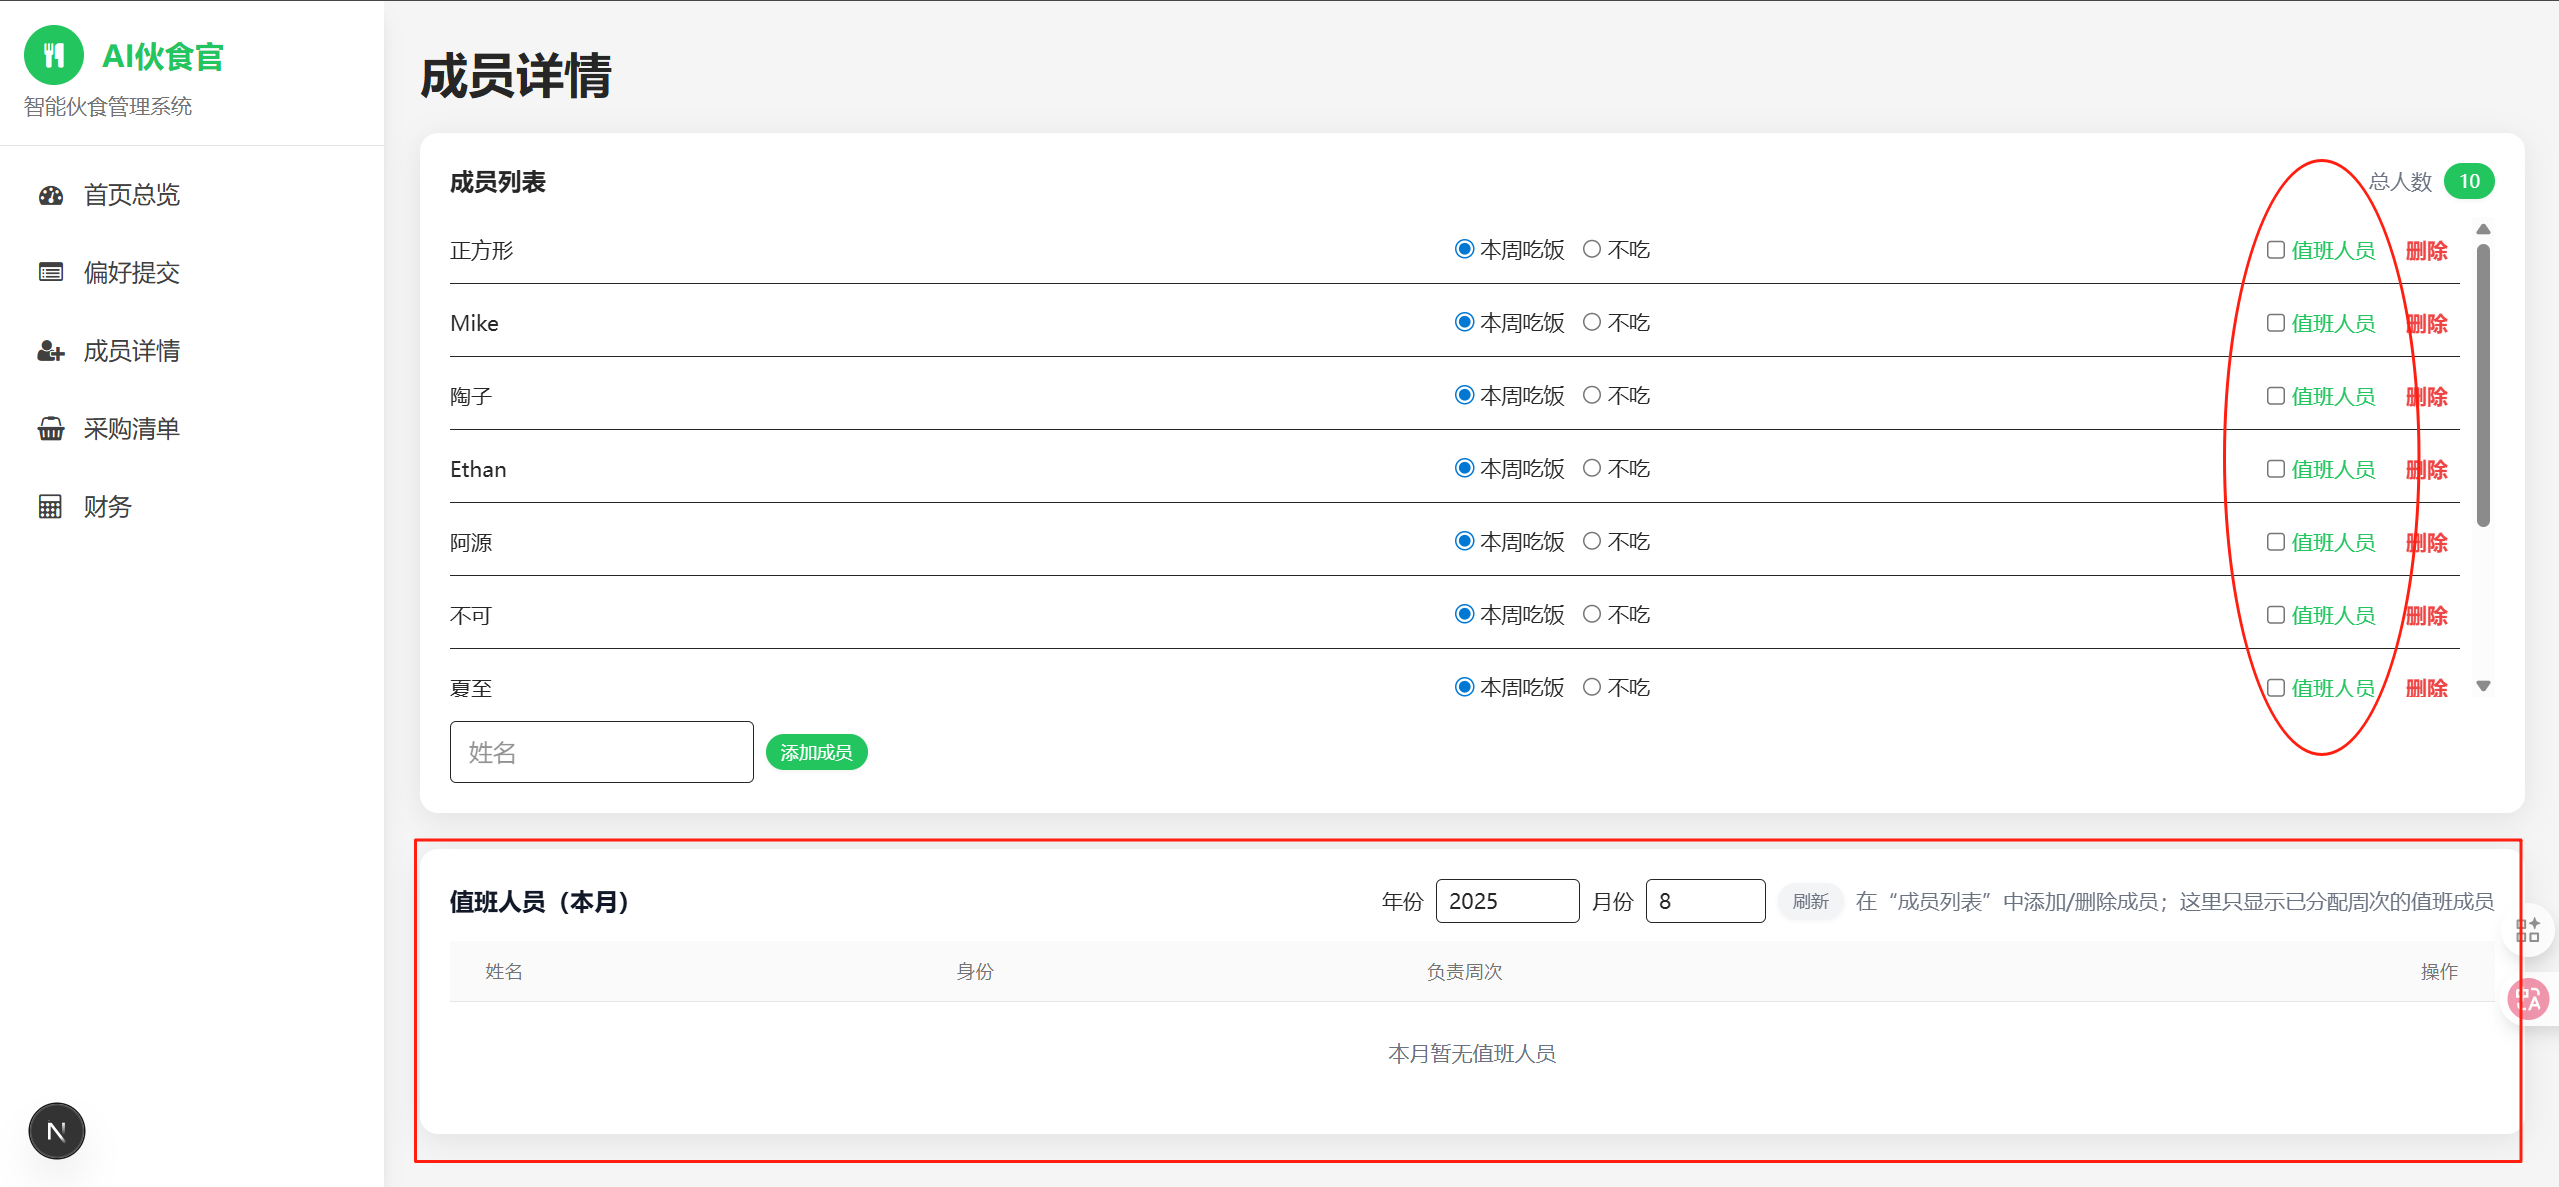 AI伙食官
智能伙食管理系统
首页总览
偏好提交
成员详情
采购清单
财务
N
成员详情
成员列表
总人数 10
正方形 本周吃饭 不吃 值班人员 删除
Mike 本周吃饭 不吃 值班人员 删除
陶子 本周吃饭 不吃 值班人员 删除
Ethan 本周吃饭 不吃 值班人员 删除
阿源 本周吃饭 不吃 值班人员 删除
不可 本周吃饭 不吃 值班人员 删除
夏至 本周吃饭 不吃 值班人员 删除
姓名 添加成员
值班人员（本月） 年份 2025 月份 8 刷新 在“成员列表”中添加/删除成员；这里只显示已分配周次的值班成员
姓名 身份 负责周次 操作
本月暂无值班人员